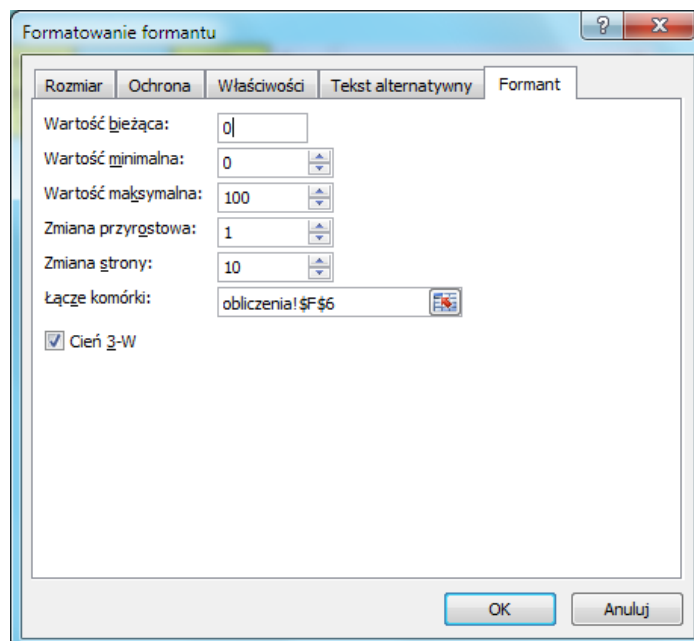 Formatowanie formantu
Rozmiar Ochrona Właściwości Tekst alternatywny Formant
Wartość bieżąca: 0
Wartość minimalna: 0
Wartość maksymalna: 100
Zmiana przyrostowa: 1
Zmiana strony: 10
Łącze komórki: obliczenia!$F$6
Cień 3-W
OK Anuluj